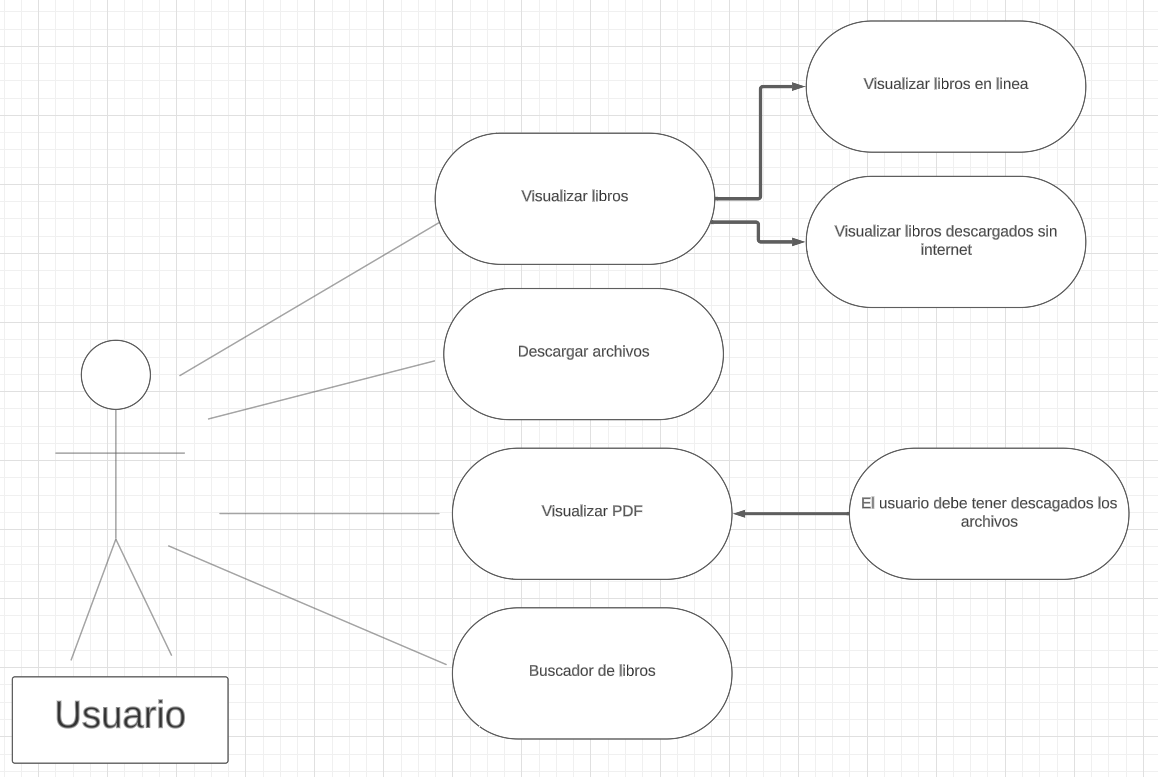 Visualizar libros en linea
Visualizar libros
Visualizar libros descargados sin
internet
Descargar archivos
Visualizar PDF
El usuario debe tener descagados los
archivos
Buscador de libros
Usuario